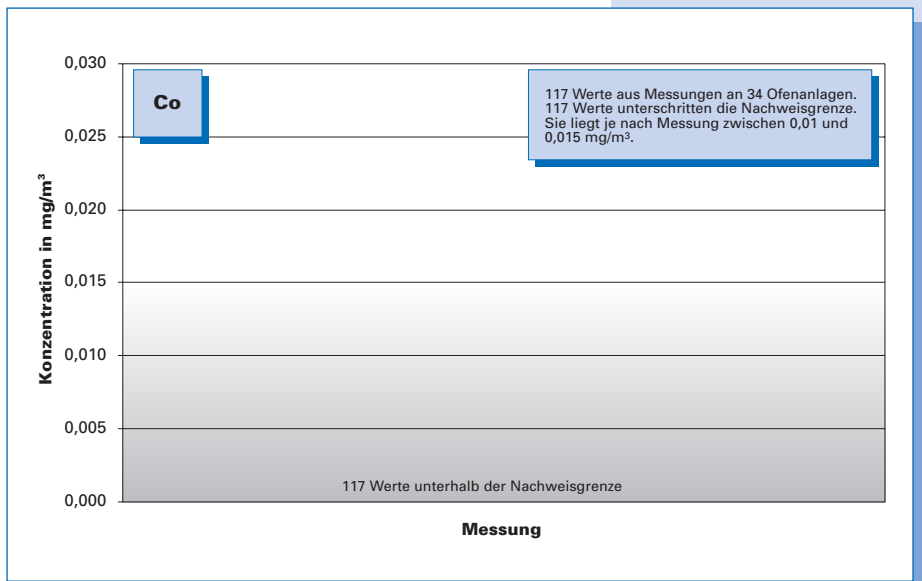 0,030
Co
117 Werte aus Messungen an 34 Ofenanlagen.
117 Werte unterschritten die Nachweisgrenze.
Sie liegt je nach Messung zwischen 0,01 und
0,015 mg/m³.
0,025
0,020
0,015
0,010
0,005
0,000
Konzentration in mg/m³
117 Werte unterhalb der Nachweisgrenze
Messung